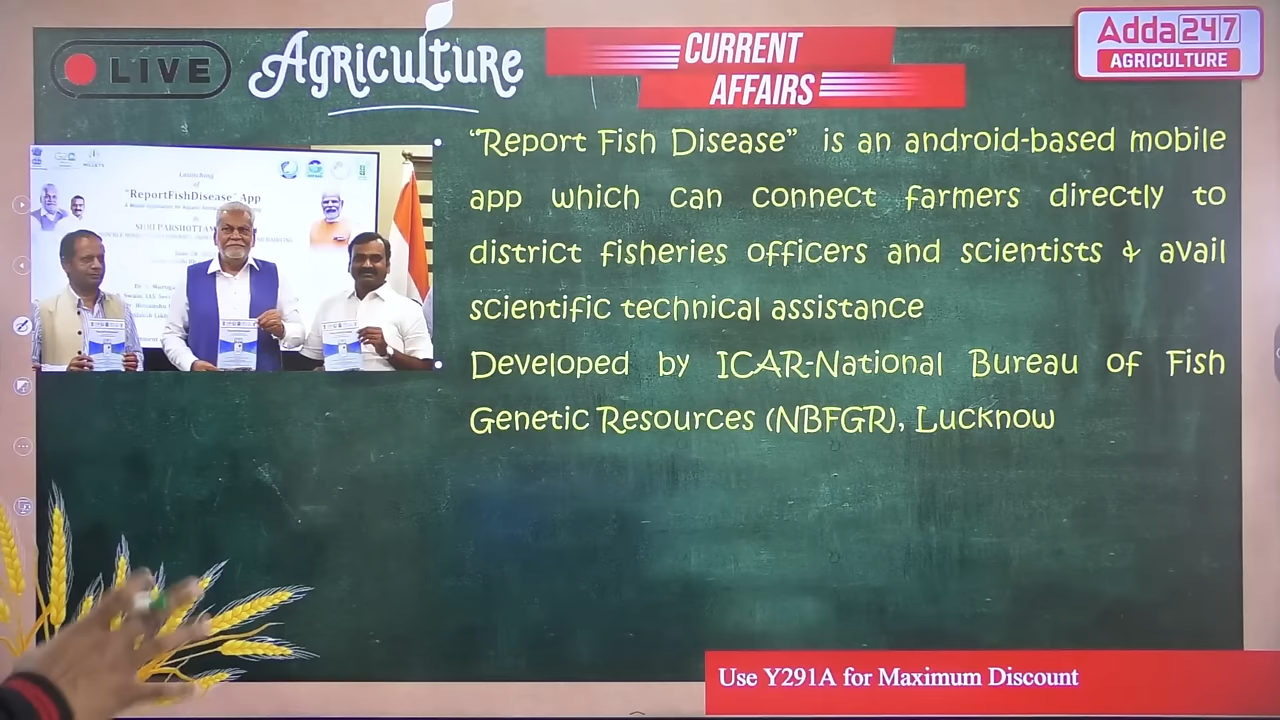 LIVE
Agriculture
CURRENT
AFFAIRS
Adda247
AGRICULTURE
Launching
of
"ReportFishDisease" App
SHRI PARSHOTTAM
• “Report Fish Disease” is an android-based mobile
app which can connect farmers directly to
district fisheries officers and scientists & avail
scientific technical assistance
• Developed by ICAR-National Bureau of Fish
Genetic Resources (NBFGR), Lucknow
Use Y291A for Maximum Discount